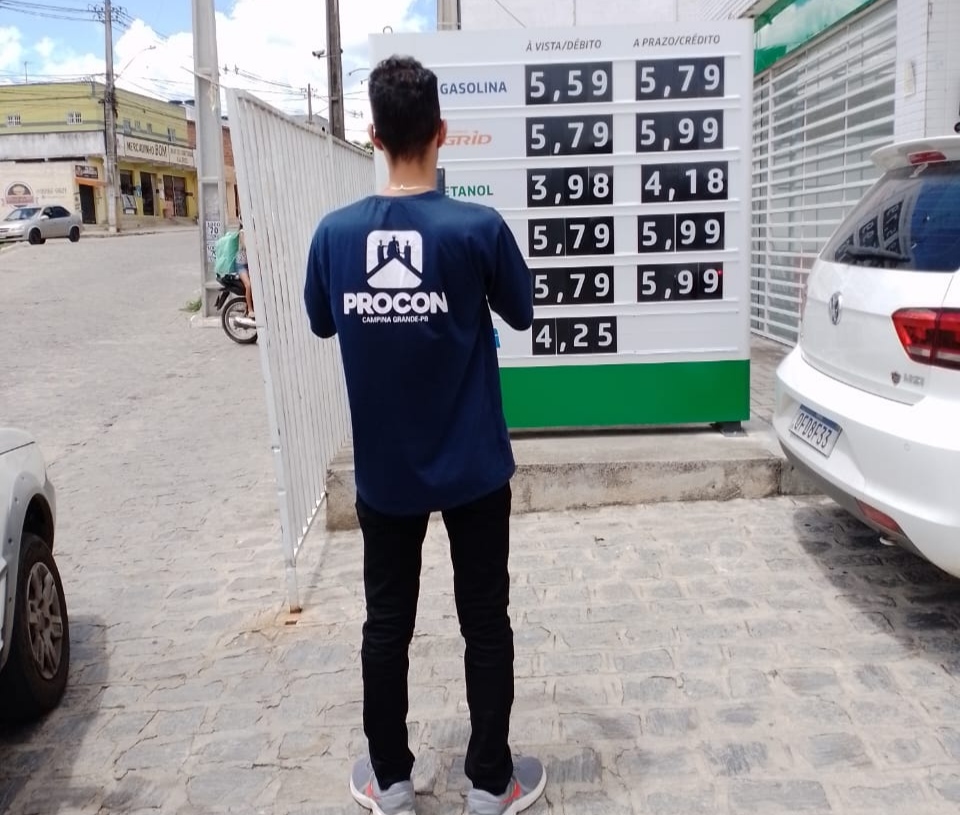 À VISTA/DÉBITO A PRAZO/CRÉDITO
GASOLINA 5,59 5,79
GRID 5,79 5,99
ETANOL 3,98 4,18
5,79 5,99
5,79 5,99
4,25
PROCON
CAMPINA GRANDE-PB
MERCADINHO BOM